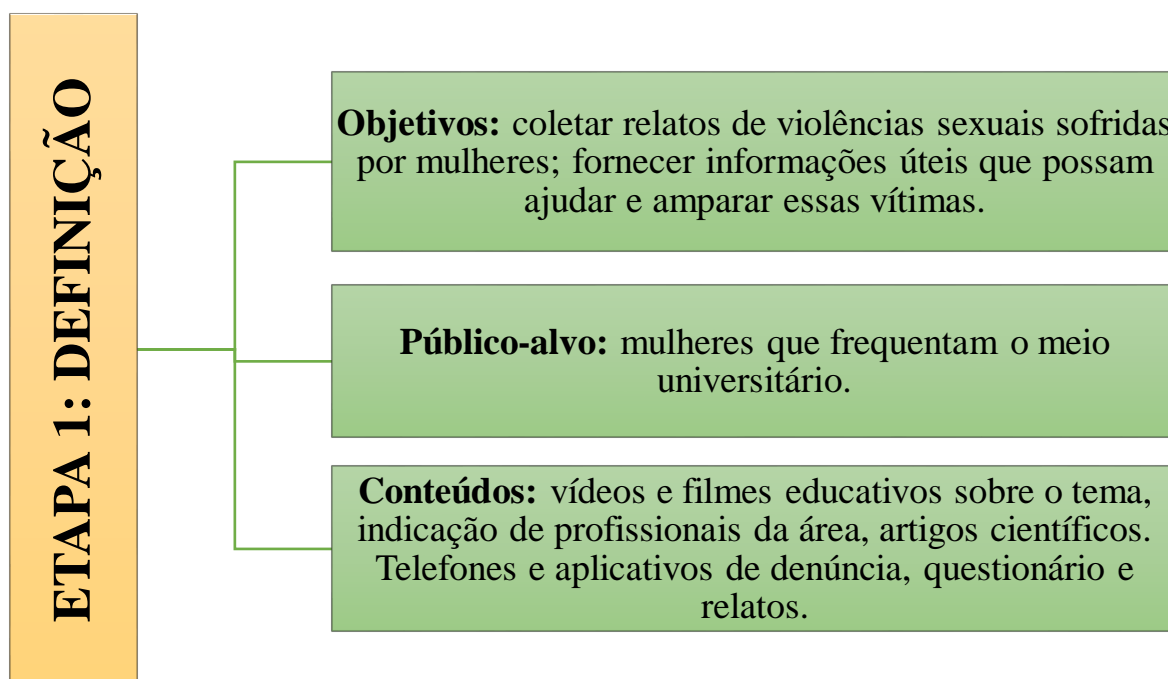 ETAPA 1: DEFINIÇÃO
Objetivos: coletar relatos de violências sexuais sofridas
por mulheres; fornecer informações úteis que possam
ajudar e amparar essas vítimas.
Público-alvo: mulheres que frequentam o meio
universitário.
Conteúdos: vídeos e filmes educativos sobre o tema,
indicação de profissionais da área, artigos científicos.
Telefones e aplicativos de denúncia, questionário e
relatos.